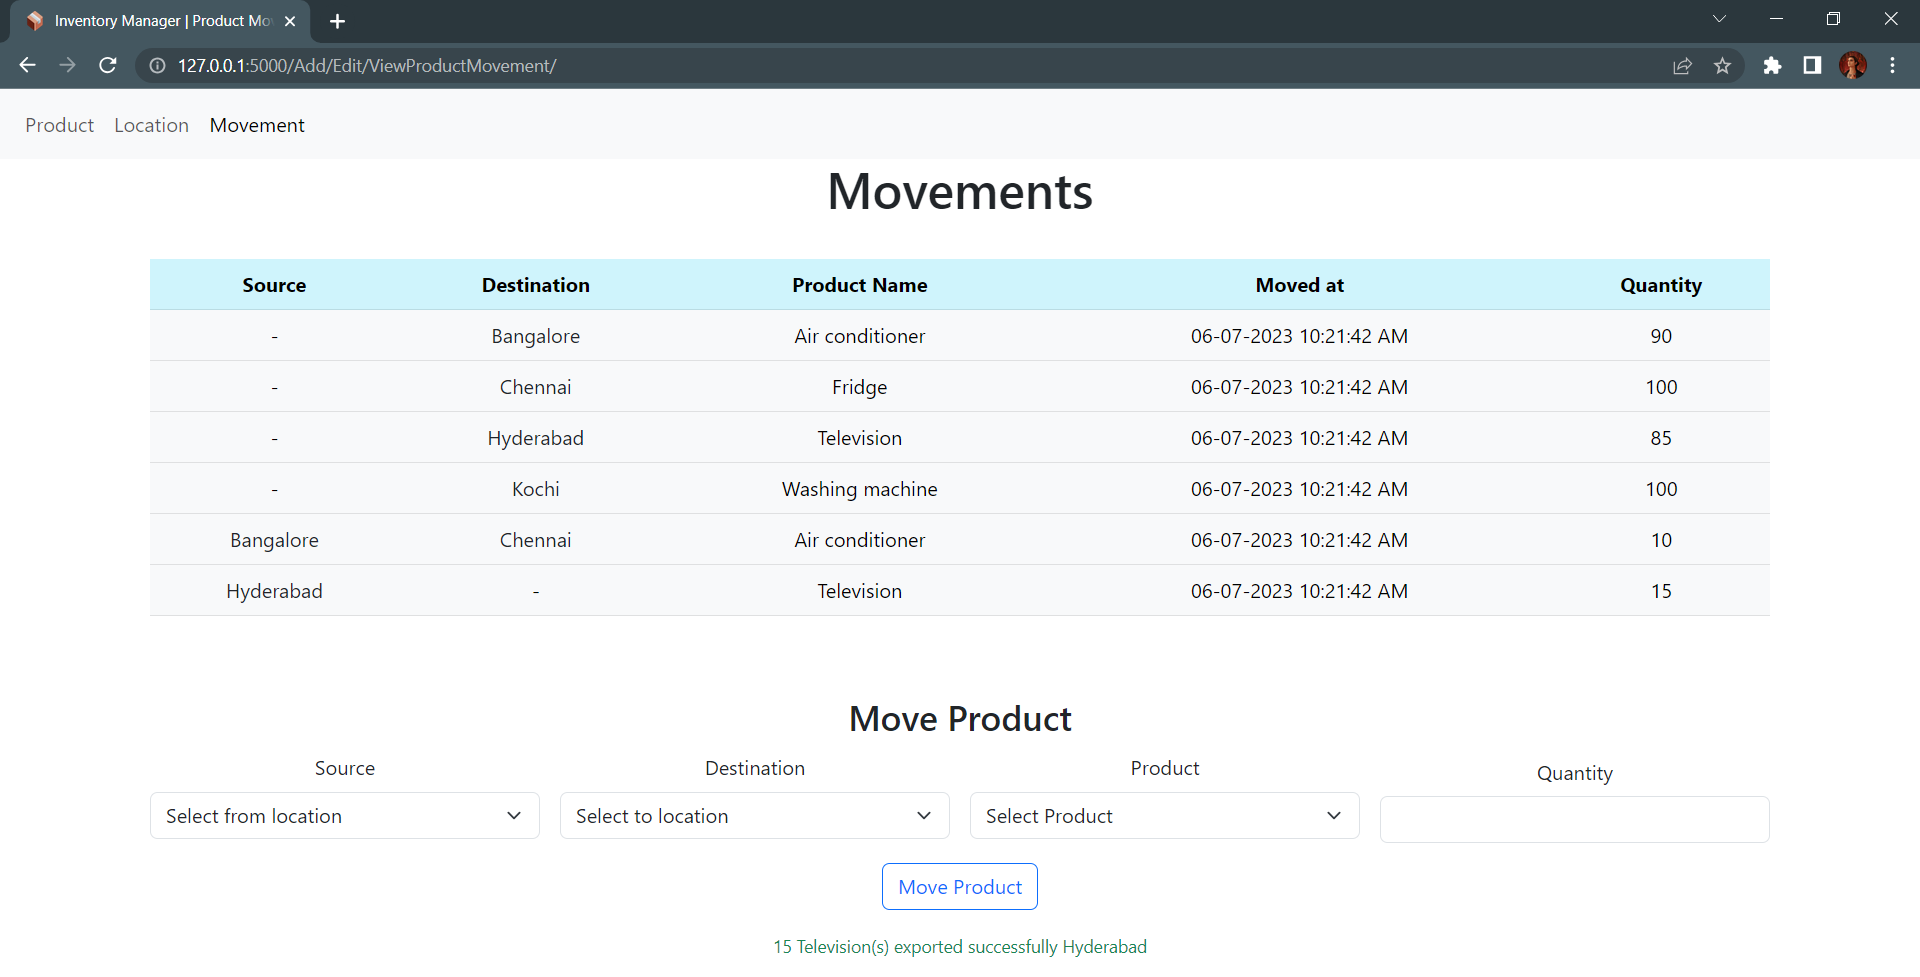 Inventory Manager | Product Mo
127.0.0.1:5000/Add/Edit/ViewProductMovement/
Product Location Movement
Movements
Source Destination Product Name Moved at Quantity
- Bangalore Air conditioner 06-07-2023 10:21:42 AM 90
- Chennai Fridge 06-07-2023 10:21:42 AM 100
- Hyderabad Television 06-07-2023 10:21:42 AM 85
- Kochi Washing machine 06-07-2023 10:21:42 AM 100
Bangalore Chennai Air conditioner 06-07-2023 10:21:42 AM 10
Hyderabad - Television 06-07-2023 10:21:42 AM 15
Move Product
Source Destination Product Quantity
Select from location Select to location Select Product
Move Product
15 Television(s) exported successfully Hyderabad